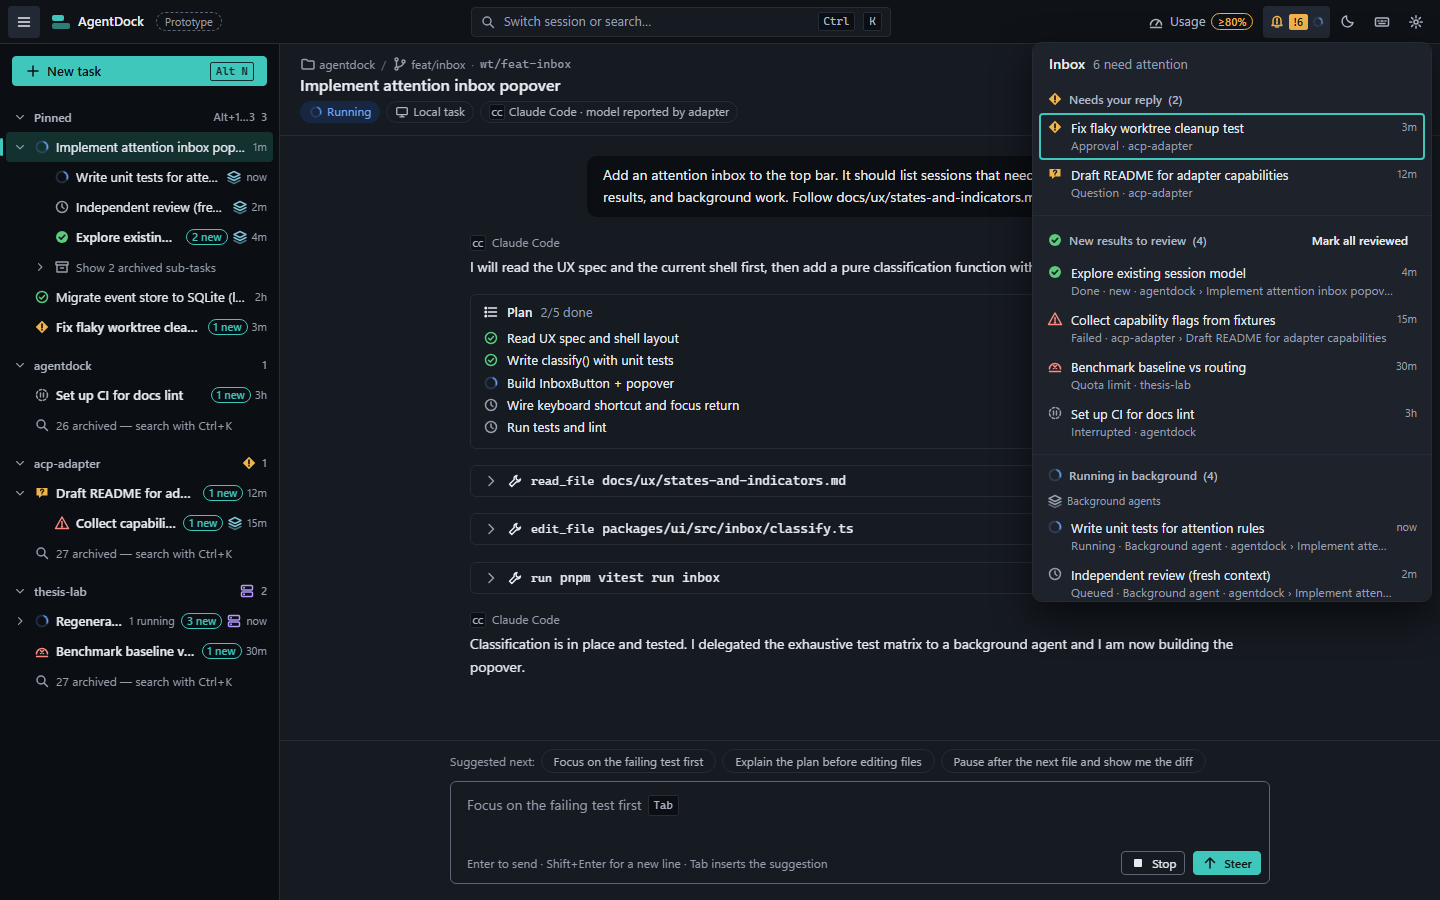 AgentDock
Prototype
Switch session or search...
Ctrl K
Usage ≥80%
!6
New task
Alt N
Pinned
Alt+1...3 3
Implement attention inbox pop...
1m
Write unit tests for atte...
now
Independent review (fre...
2m
Explore existin...
2 new
4m
Show 2 archived sub-tasks
Migrate event store to SQLite (l...
2h
Fix flaky worktree clea...
1 new
3m
agentdock
1
Set up CI for docs lint
1 new
3h
26 archived — search with Ctrl+K
acp-adapter
1
Draft README for ad...
1 new
12m
Collect capabili...
1 new
15m
27 archived — search with Ctrl+K
thesis-lab
2
Regenera...
1 running
3 new
now
Benchmark baseline v...
1 new
30m
27 archived — search with Ctrl+K
agentdock / feat/inbox · wt/feat-inbox
Implement attention inbox popover
Running
Local task
cc Claude Code · model reported by adapter
Add an attention inbox to the top bar. It should list sessions that need
results, and background work. Follow docs/ux/states-and-indicators.m
cc Claude Code
I will read the UX spec and the current shell first, then add a pure classification function with
Plan 2/5 done
Read UX spec and shell layout
Write classify() with unit tests
Build InboxButton + popover
Wire keyboard shortcut and focus return
Run tests and lint
read_file docs/ux/states-and-indicators.md
edit_file packages/ui/src/inbox/classify.ts
run pnpm vitest run inbox
cc Claude Code
Classification is in place and tested. I delegated the exhaustive test matrix to a background agent and I am now building the
popover.
Suggested next:
Focus on the failing test first
Explain the plan before editing files
Pause after the next file and show me the diff
Focus on the failing test first Tab
Enter to send · Shift+Enter for a new line · Tab inserts the suggestion
Stop
Steer
Inbox 6 need attention
Needs your reply (2)
Fix flaky worktree cleanup test
3m
Approval · acp-adapter
Draft README for adapter capabilities
12m
Question · acp-adapter
New results to review (4)
Mark all reviewed
Explore existing session model
4m
Done · new · agentdock › Implement attention inbox popov...
Collect capability flags from fixtures
15m
Failed · acp-adapter › Draft README for adapter capabilities
Benchmark baseline vs routing
30m
Quota limit · thesis-lab
Set up CI for docs lint
3h
Interrupted · agentdock
Running in background (4)
Background agents
Write unit tests for attention rules
now
Running · Background agent · agentdock › Implement atte...
Independent review (fresh context)
2m
Queued · Background agent · agentdock › Implement atten...